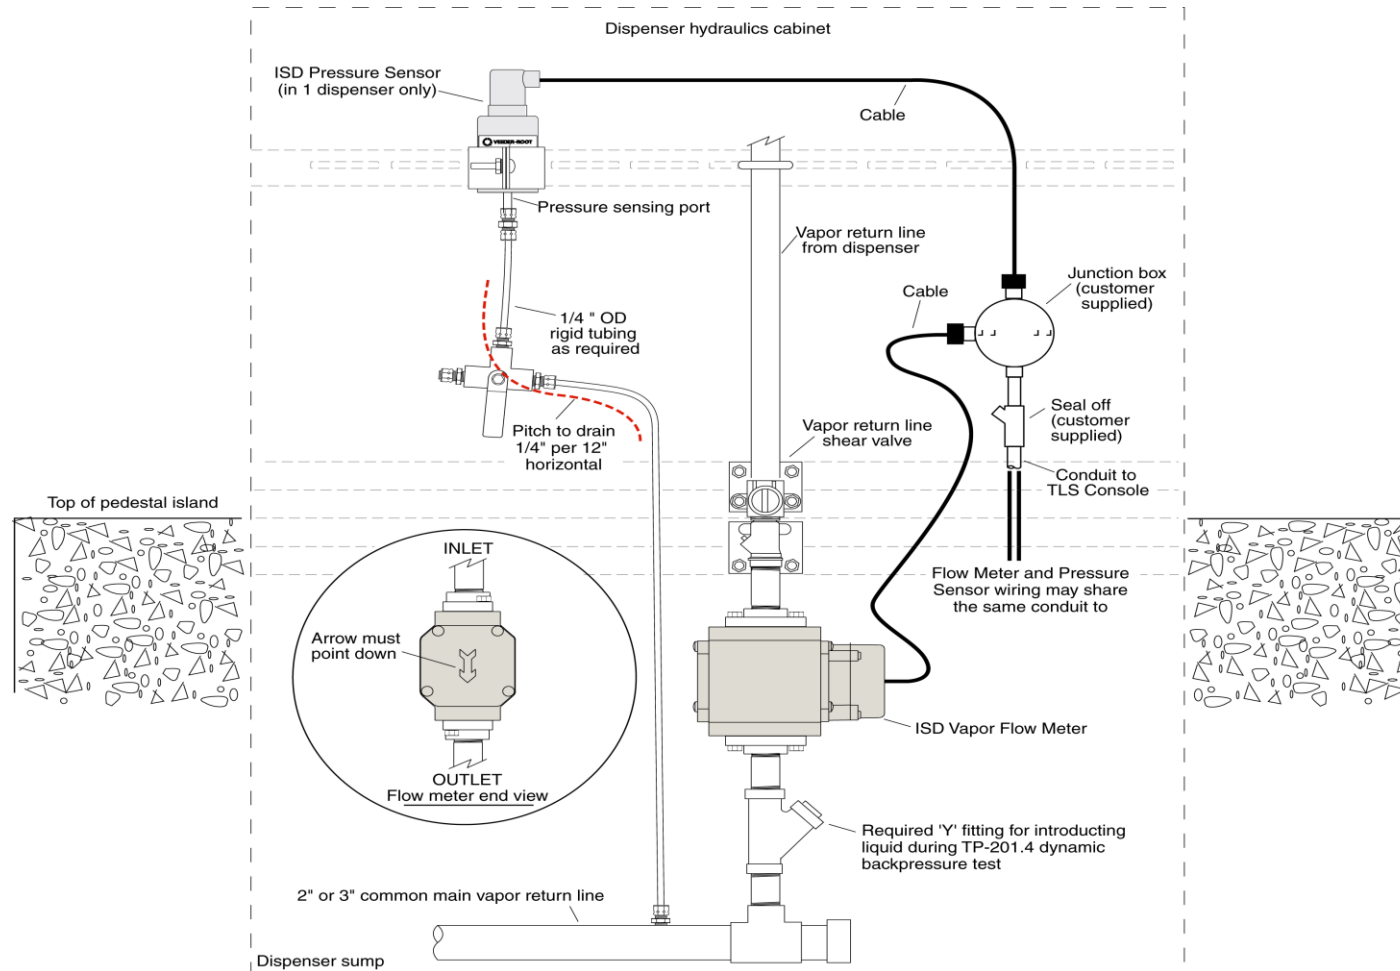 Dispenser hydraulics cabinet
ISD Pressure Sensor
(in 1 dispenser only)
Cable
VEEDER-ROOT
Pressure sensing port
Vapor return line
from dispenser
Junction box
(customer
supplied)
Cable
1/4 " OD
rigid tubing
as required
Seal off
(customer
supplied)
Vapor return line
shear valve
Pitch to drain
1/4" per 12"
horizontal
Conduit to
TLS Console
Top of pedestal island
INLET
Flow Meter and Pressure
Sensor wiring may share
the same conduit to
Arrow must
point down
ISD Vapor Flow Meter
OUTLET
Flow meter end view
Required 'Y' fitting for introducting
liquid during TP-201.4 dynamic
backpressure test
2" or 3" common main vapor return line
Dispenser sump